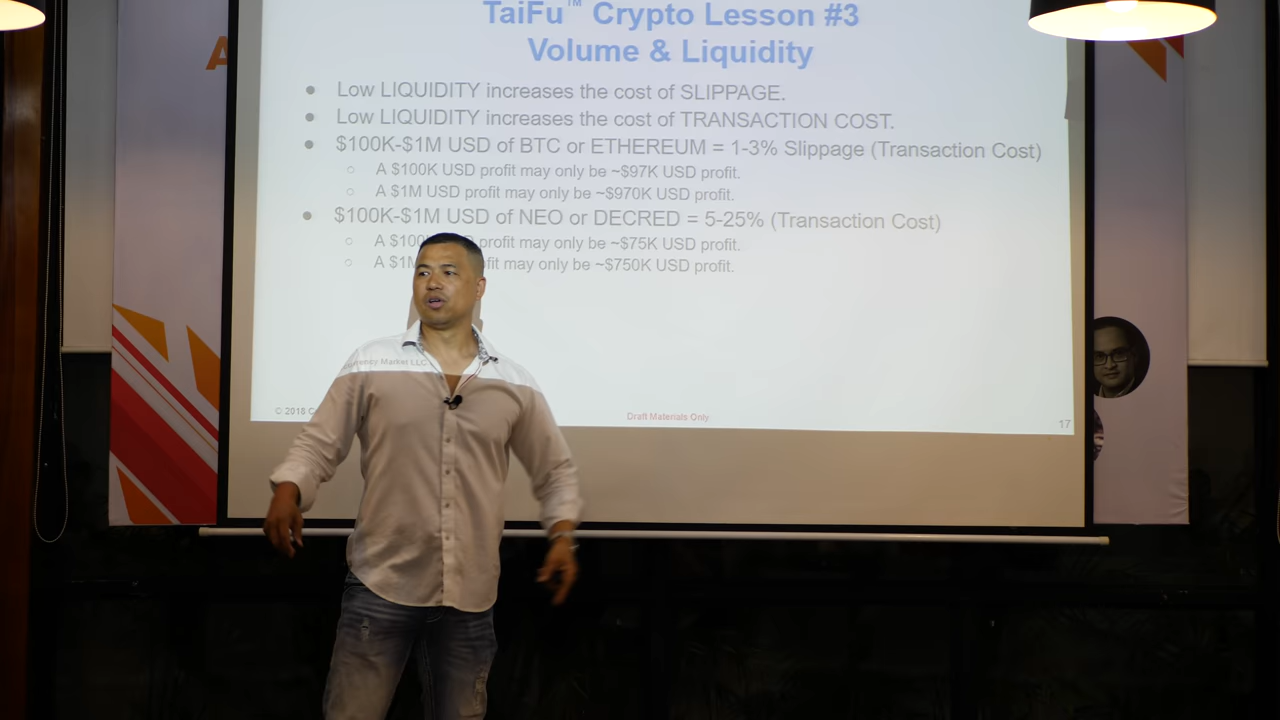 TaiFu™ Crypto Lesson #3
Volume & Liquidity
● Low LIQUIDITY increases the cost of SLIPPAGE.
● Low LIQUIDITY increases the cost of TRANSACTION COST.
● $100K-$1M USD of BTC or ETHEREUM = 1-3% Slippage (Transaction Cost)
○ A $100K USD profit may only be ~$97K USD profit.
○ A $1M USD profit may only be ~$970K USD profit.
● $100K-$1M USD of NEO or DECRED = 5-25% (Transaction Cost)
○ A $100 profit may only be ~$75K USD profit.
○ A $1M may only be ~$750K USD profit.
© 2018 Currency Market LLC
Draft Materials Only
17
A